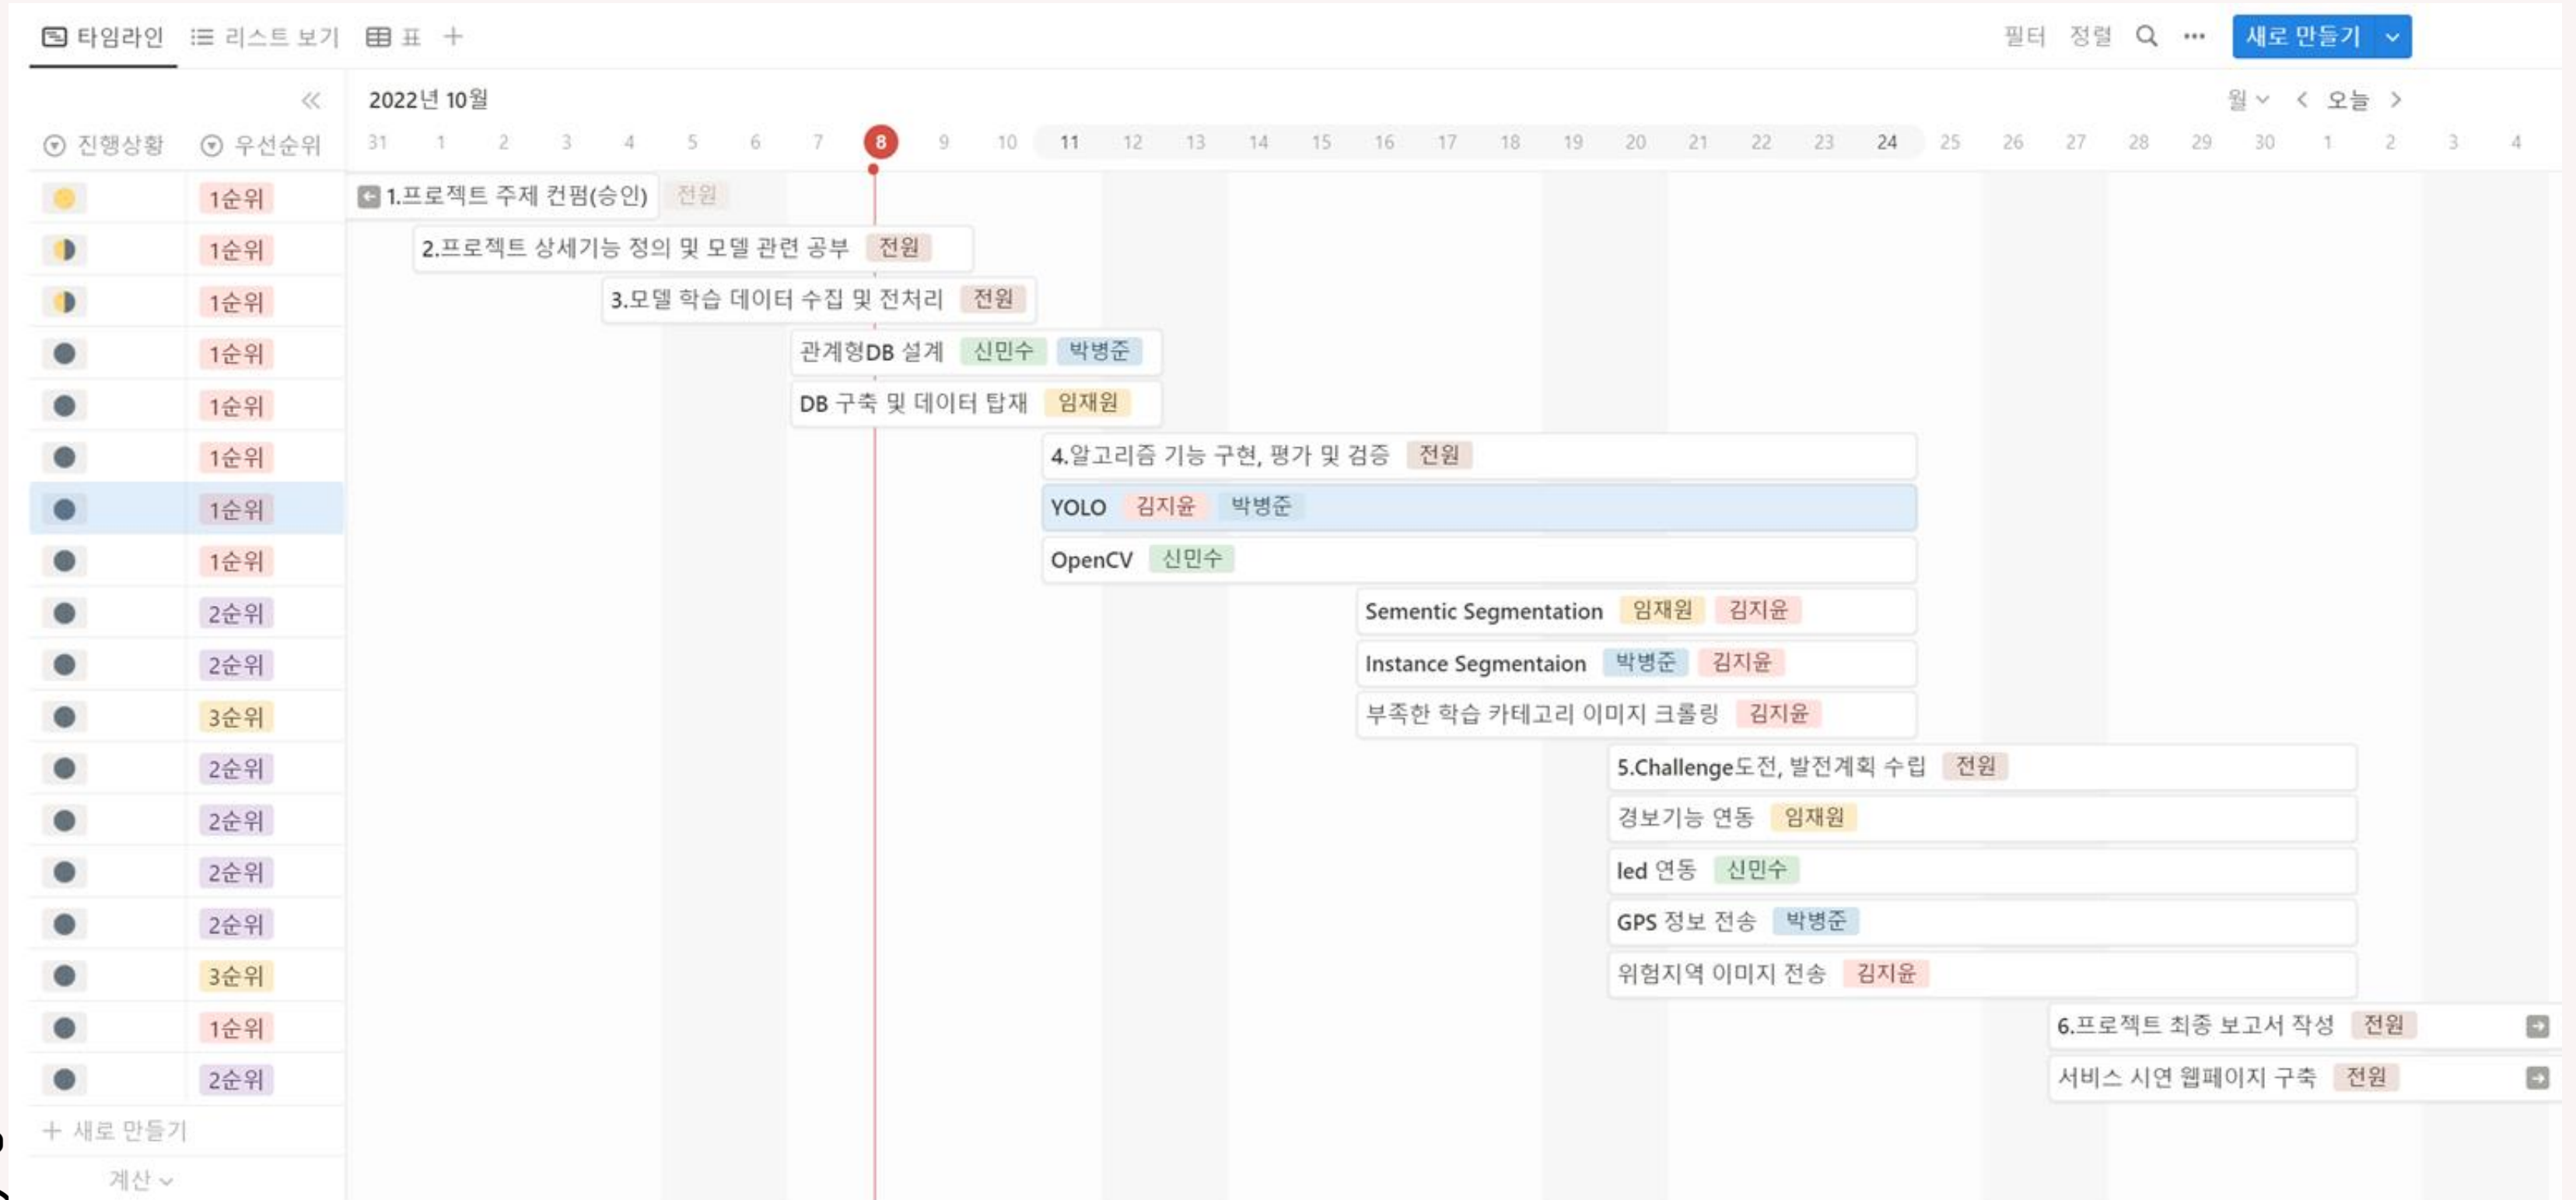 타임라인 리스트 보기 표 +
필터 정렬 ••• 새로 만들기
2022년 10월
월 오늘
진행상황 우선순위 31 1 2 3 4 5 6 7 8 9 10 11 12 13 14 15 16 17 18 19 20 21 22 23 24 25 26 27 28 29 30 1 2 3 4
1순위 1.프로젝트 주제 컨펌(승인) 전원
1순위 2.프로젝트 상세기능 정의 및 모델 관련 공부 전원
1순위 3.모델 학습 데이터 수집 및 전처리 전원
1순위 관계형DB 설계 신민수 박병준
1순위 DB 구축 및 데이터 탑재 임재원
1순위 4.알고리즘 기능 구현, 평가 및 검증 전원
1순위 YOLO 김지윤 박병준
1순위 OpenCV 신민수
2순위 Sementic Segmentation 임재원 김지윤
2순위 Instance Segmentaion 박병준 김지윤
3순위 부족한 학습 카테고리 이미지 크롤링 김지윤
2순위 5.Challenge도전, 발전계획 수립 전원
2순위 경보기능 연동 임재원
2순위 led 연동 신민수
2순위 GPS 정보 전송 박병준
3순위 위험지역 이미지 전송 김지윤
1순위 6.프로젝트 최종 보고서 작성 전원
2순위 서비스 시연 웹페이지 구축 전원
+ 새로 만들기
계산